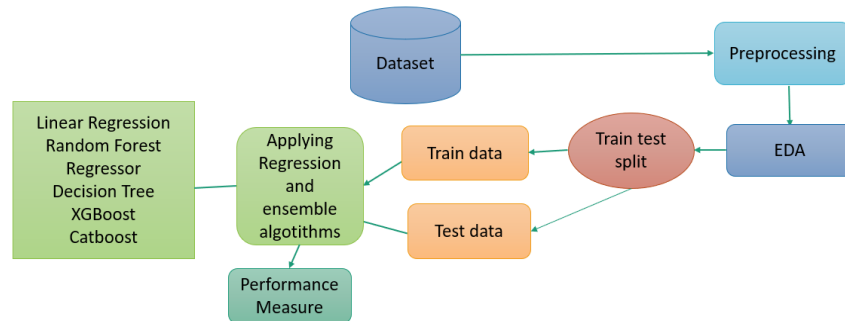 Dataset
Preprocessing
EDA
Train test
split
Train data
Test data
Applying
Regression
and
ensemble
algotithms
Linear Regression
Random Forest
Regressor
Decision Tree
XGBoost
Catboost
Performance
Measure